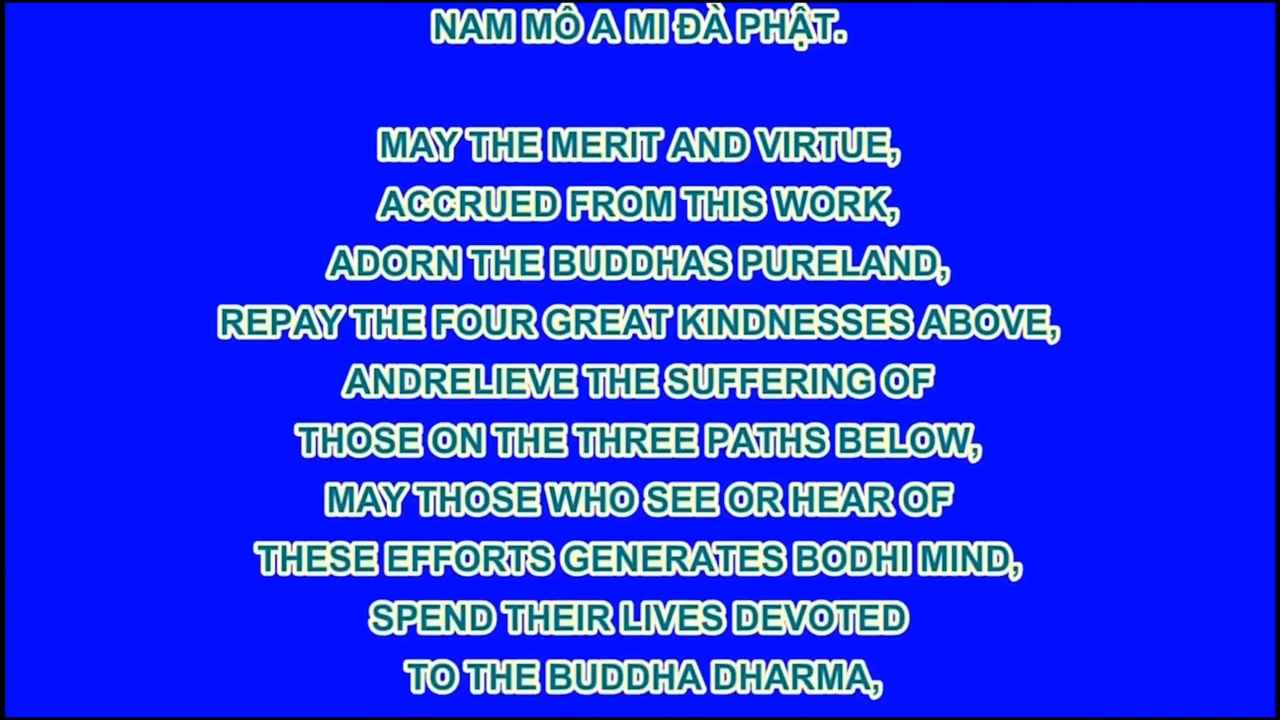 NAM MÔ A MI ĐÀ PHẬT.
MAY THE MERIT AND VIRTUE,
ACCRUED FROM THIS WORK,
ADORN THE BUDDHAS PURELAND,
REPAY THE FOUR GREAT KINDNESSES ABOVE,
ANDRELIEVE THE SUFFERING OF
THOSE ON THE THREE PATHS BELOW,
MAY THOSE WHO SEE OR HEAR OF
THESE EFFORTS GENERATES BODHI MIND,
SPEND THEIR LIVES DEVOTED
TO THE BUDDHA DHARMA,